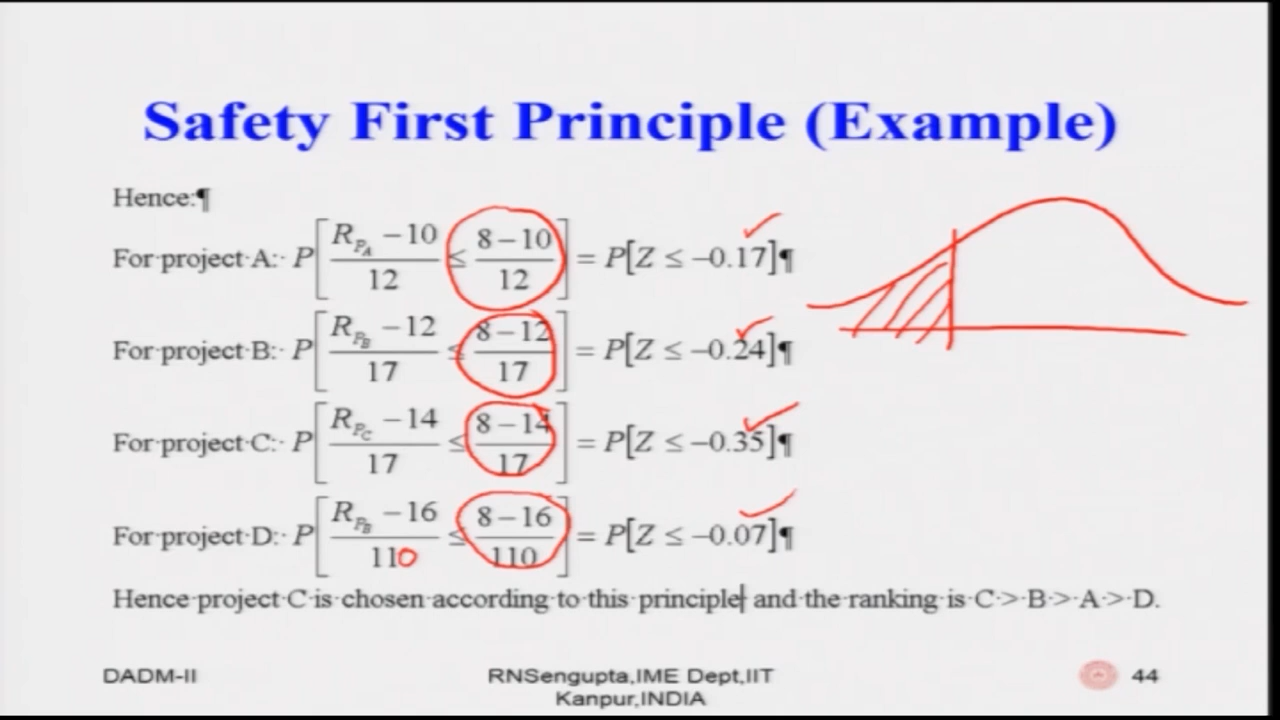 Safety First Principle (Example)
Hence:¶
For·project·A:· P[ (R_{P_A} − 10)/12 ≤ (8 − 10)/12 ] = P[Z ≤ −0.17]¶
For·project·B:· P[ (R_{P_B} − 12)/17 ≤ (8 − 12)/17 ] = P[Z ≤ −0.24]¶
For·project·C:· P[ (R_{P_C} − 14)/17 ≤ (8 − 14)/17 ] = P[Z ≤ −0.35]¶
For·project·D:· P[ (R_{P_B} − 16)/110 ≤ (8 − 16)/110 ] = P[Z ≤ −0.07]¶
Hence·project·C·is·chosen·according·to·this·principle·and·the·ranking·is·C·>·B·>·A·>·D.
DADM-II
RNSengupta,IME Dept,IIT
Kanpur,INDIA
44